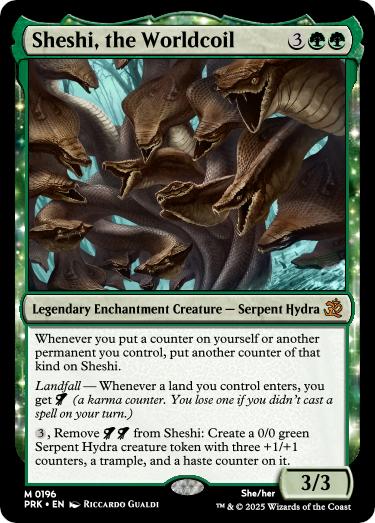 Sheshi, the Worldcoil 3
Legendary Enchantment Creature — Serpent Hydra
Whenever you put a counter on yourself or another
permanent you control, put another counter of that
kind on Sheshi.
Landfall — Whenever a land you control enters, you
get (a karma counter. You lose one if you didn't cast a
spell on your turn.)
3, Remove from Sheshi: Create a 0/0 green
Serpent Hydra creature token with three +1/+1
counters, a trample, and a haste counter on it.
3/3
M 0196
PRK • EN Riccardo Gualdi
She/her
™ & © 2025 Wizards of the Coast